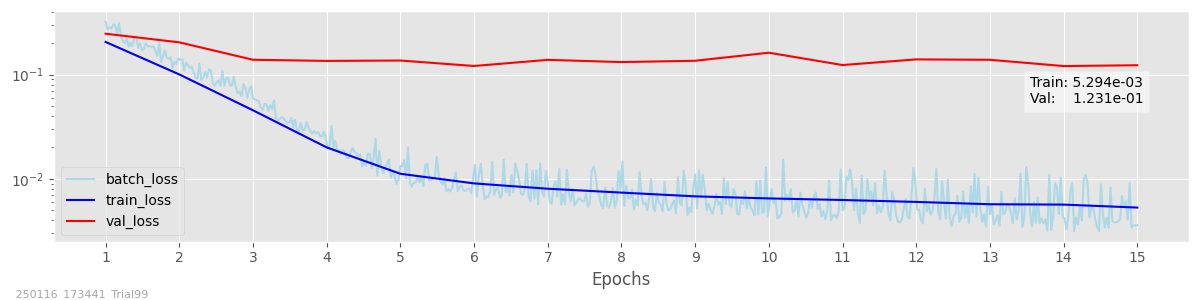 10⁻¹
10⁻²
Train: 5.294e-03
Val: 1.231e-01
batch_loss
train_loss
val_loss
1 2 3 4 5 6 7 8 9 10 11 12 13 14 15
Epochs
250116_173441_Trial99